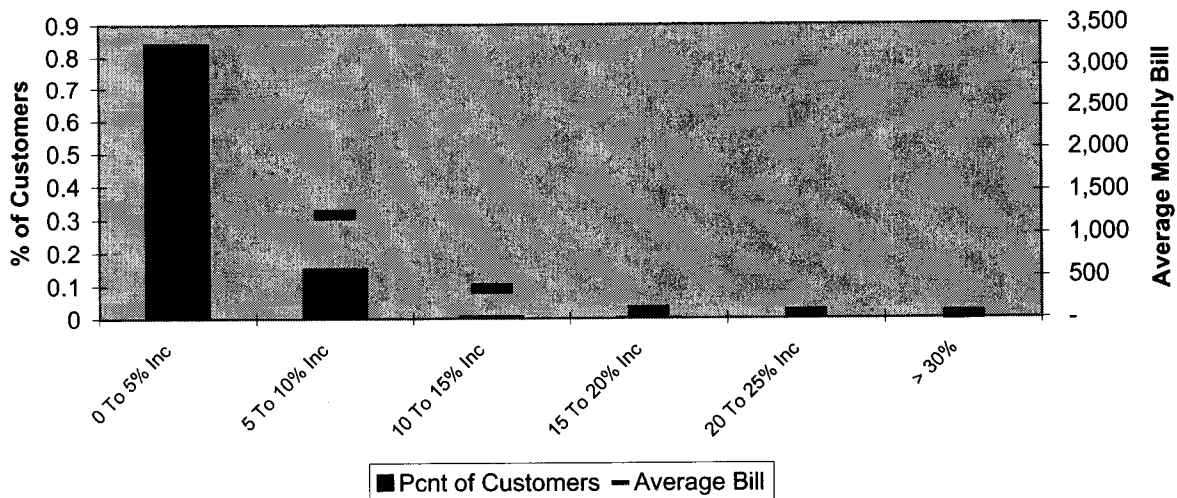 % of Customers
0.9
0.8
0.7
0.6
0.5
0.4
0.3
0.2
0.1
0
3,500
3,000
2,500
2,000
1,500
1,000
500
-
Average Monthly Bill
0 To 5% Inc
5 To 10% Inc
10 To 15% Inc
15 To 20% Inc
20 To 25% Inc
> 30%
Pcnt of Customers
Average Bill